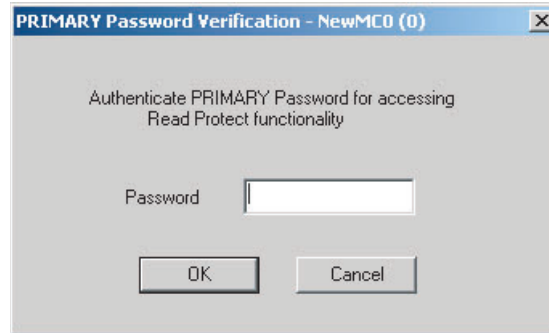 PRIMARY Password Verification - NewMC0 (0)
Authenticate PRIMARY Password for accessing
Read Protect functionality
Password
OK
Cancel